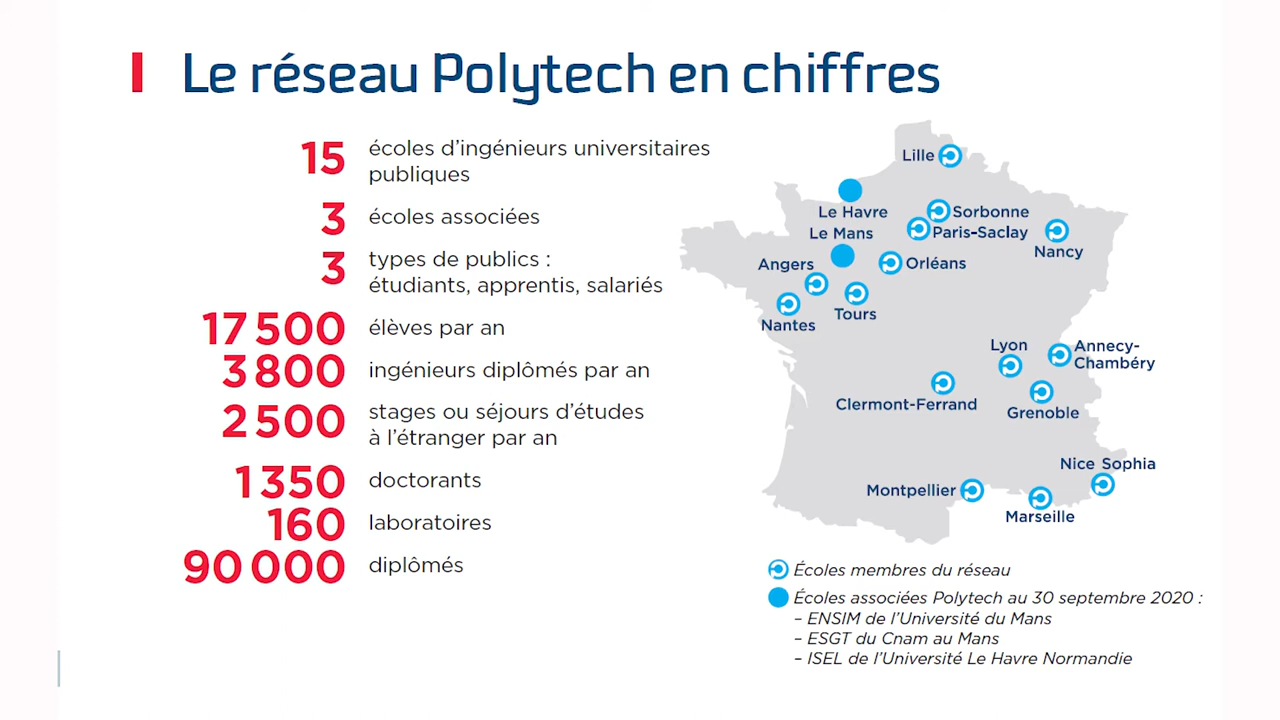 Le réseau Polytech en chiffres
15 écoles d'ingénieurs universitaires
publiques
3 écoles associées
3 types de publics :
étudiants, apprentis, salariés
17 500 élèves par an
3 800 ingénieurs diplômés par an
2 500 stages ou séjours d'études
à l'étranger par an
1 350 doctorants
160 laboratoires
90 000 diplômés
Lille
Le Havre
Sorbonne
Le Mans
Paris-Saclay
Nancy
Angers
Orléans
Nantes
Tours
Lyon
Annecy-
Chambéry
Clermont-Ferrand
Grenoble
Nice Sophia
Montpellier
Marseille
Écoles membres du réseau
Écoles associées Polytech au 30 septembre 2020 :
– ENSIM de l'Université du Mans
– ESGT du Cnam au Mans
– ISEL de l'Université Le Havre Normandie